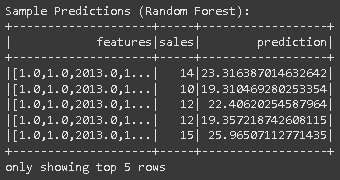 Sample Predictions (Random Forest):
+--------------------+-----+------------------+
|            features|sales|        prediction|
+--------------------+-----+------------------+
|[1.0,1.0,2013.0,1...|   14|23.316387014632642|
|[1.0,1.0,2013.0,1...|   10|19.310469280253354|
|[1.0,1.0,2013.0,1...|   12| 22.40620254587964|
|[1.0,1.0,2013.0,1...|   12|19.357218742608115|
|[1.0,1.0,2013.0,1...|   15| 25.96507112771435|
+--------------------+-----+------------------+
only showing top 5 rows